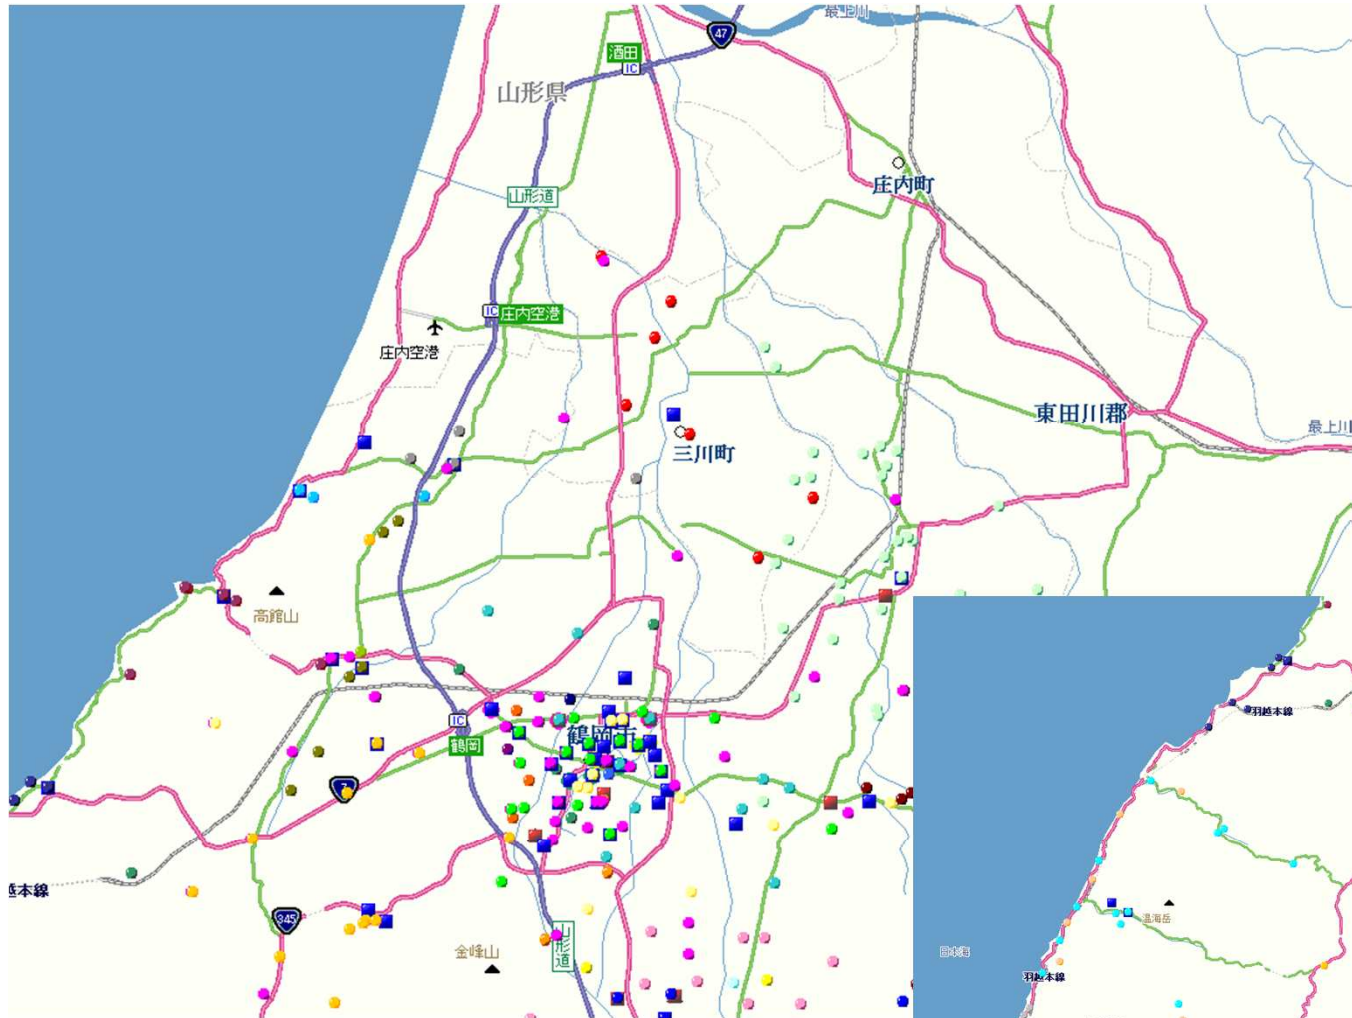 最上川
47
酒田
IC
山形県
庄内町
山形道
IC
庄内空港
庄内空港
東田川郡
最上川
三川町
高館山
羽越本線
IC
鶴岡市
鶴岡
7
越本線
345
温海岳
金峰山
山形道
日本海
羽越本線